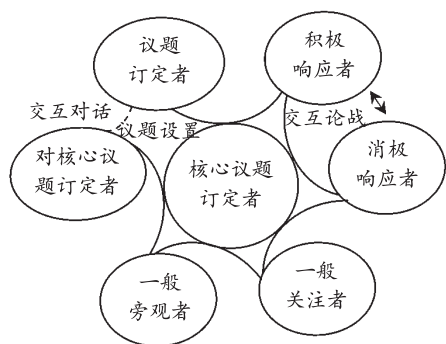 议题
订定者
积极
响应者
交互对话
议题设置
交互论战
对核心议
题订定者
核心议题
订定者
消极
响应者
一般
旁观者
一般
关注者